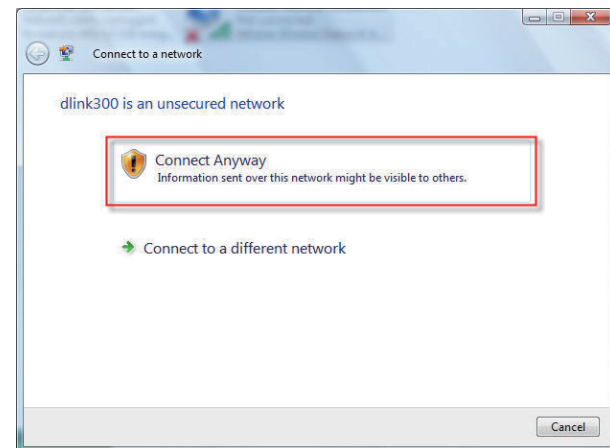 Connect to a network
dlink300 is an unsecured network
Connect Anyway
Information sent over this network might be visible to others.
Connect to a different network
Cancel